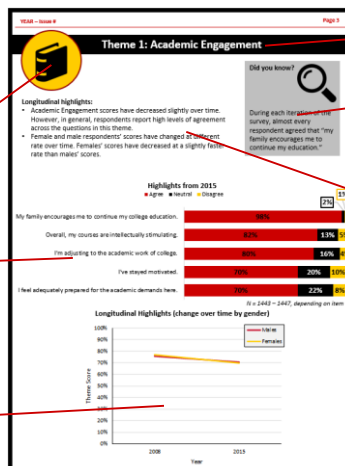 YEAR – Issue #
Page 3
Theme 1: Academic Engagement
Did you know?
Longitudinal highlights:
• Academic Engagement scores have decreased slightly over time.
However, in general, respondents report high levels of agreement
across the questions in this theme.
• Female and male respondents' scores have changed at different
rate over time. Females' scores have decreased at a slightly faster
rate than males' scores.
During each iteration of the
survey, almost every
respondent agreed that "my
family encourages me to
continue my education."
Highlights from 2015
Agree Neutral Disagree
2%
My family encourages me to continue my college education.
Overall, my courses are intellectually stimulating. 82% 13% 5%
I'm adjusting to the academic work of college. 16%
I've stayed motivated. 70% 20% 10%
I feel adequately prepared for the academic demands here. 70% 22% 8%
N = 1443 – 1447, depending on item
Longitudinal Highlights (change over time by gender)
100%
90%
80%
70%
60%
50%
40%
30%
20%
10%
0%
Theme Score
Males
Females
2008 2015
Year